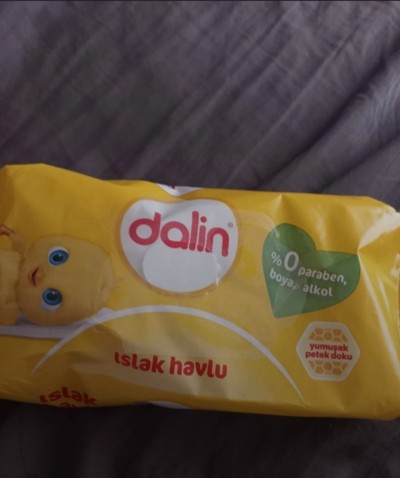 dalin
%0 paraben,
boya, alkol
yumuşak
petek doku
ıslak havlu
ıslak